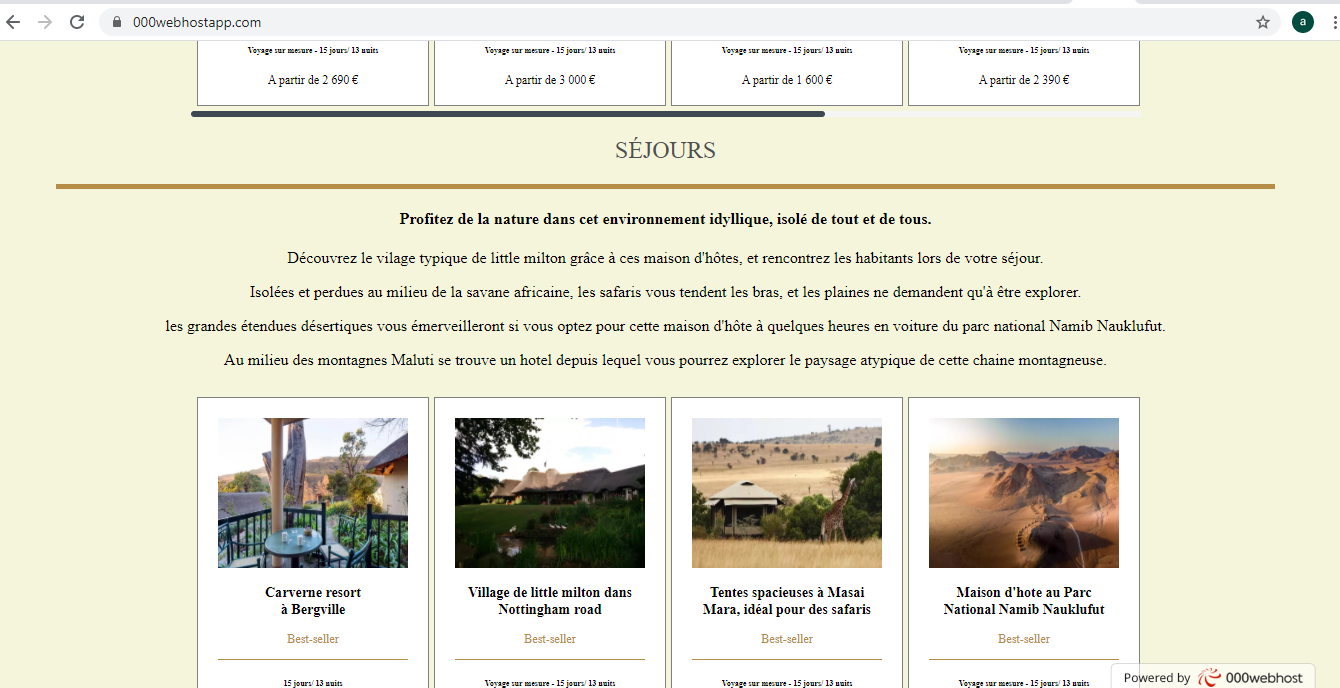 000webhostapp.com
a
Voyage sur mesure - 15 jours/ 13 nuits
Voyage sur mesure - 15 jours/ 13 nuits
Voyage sur mesure - 15 jours/ 13 nuits
Voyage sur mesure - 15 jours/ 13 nuits
A partir de 2 690 €
A partir de 3 000 €
A partir de 1 600 €
A partir de 2 390 €
SÉJOURS
Profitez de la nature dans cet environnement idyllique, isolé de tout et de tous.
Découvrez le vilage typique de little milton grâce à ces maison d'hôtes, et rencontrez les habitants lors de votre séjour.
Isolées et perdues au milieu de la savane africaine, les safaris vous tendent les bras, et les plaines ne demandent qu'à être explorer.
les grandes étendues désertiques vous émerveilleront si vous optez pour cette maison d'hôte à quelques heures en voiture du parc national Namib Nauklufut.
Au milieu des montagnes Maluti se trouve un hotel depuis lequel vous pourrez explorer le paysage atypique de cette chaine montagneuse.
Carverne resort
à Bergville
Best-seller
15 jours/ 13 nuits
Village de little milton dans
Nottingham road
Best-seller
Voyage sur mesure - 15 jours/ 13 nuits
Tentes spacieuses à Masai
Mara, idéal pour des safaris
Best-seller
Voyage sur mesure - 15 jours/ 13 nuits
Maison d'hote au Parc
National Namib Nauklufut
Best-seller
Voyage sur mesure - 15 jours/ 13 nuits
Powered by 000webhost